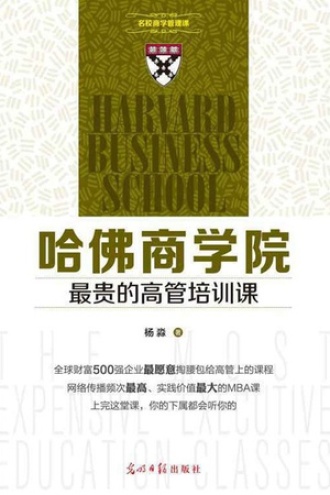 名校商学管理课
HARVARD
BUSINESS
SCHOOL
哈佛商学院
最贵的高管培训课
杨淼 著
THE MOST
全球财富500强企业最愿意掏腰包给高管上的课程
网络传播频次最高、实践价值最大的MBA课
EXPENSIVE EXECUTIVE
上完这堂课，你的下属都会听你的
EDUCATION CLASSES
光明日报出版社